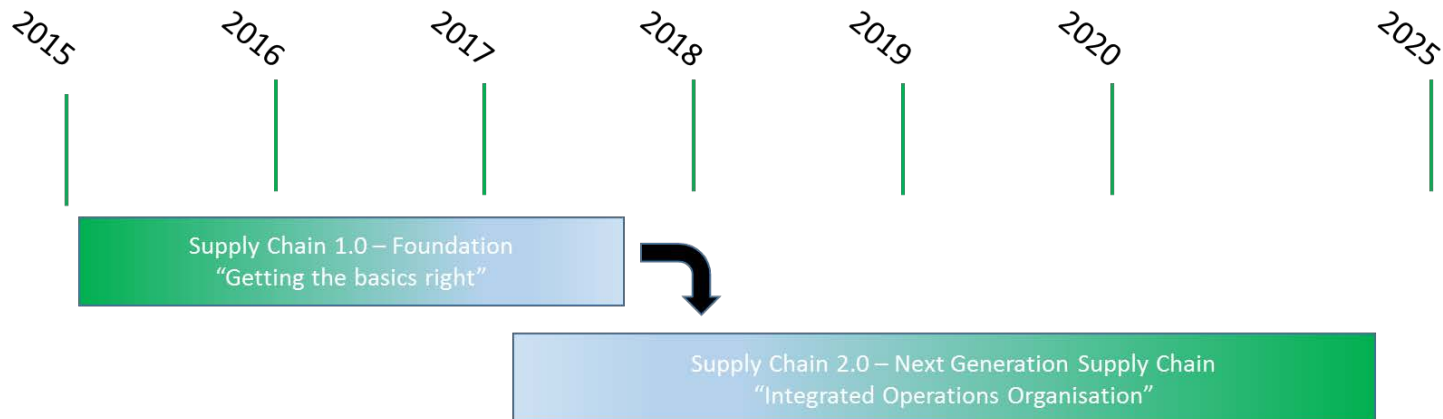 2015
2016
2017
2018
2019
2020
2025
Supply Chain 1.0 – Foundation
“Getting the basics right”
Supply Chain 2.0 – Next Generation Supply Chain
“Integrated Operations Organisation”